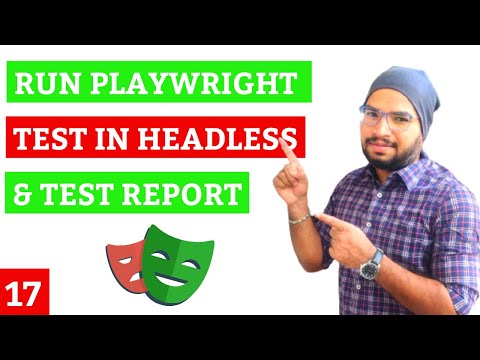 RUN PLAYWRIGHT
TEST IN HEADLESS
& TEST REPORT
17